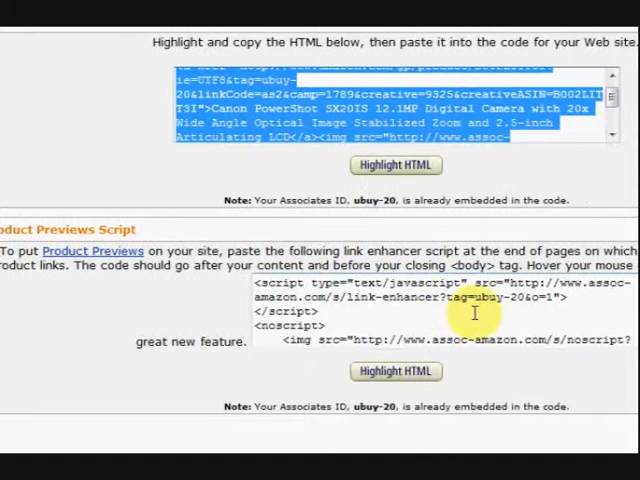 Highlight and copy the HTML below, then paste it into the code for your Web site.
ie=UTF8&tag=ubuy-
20&linkCode=as2&camp=1789&creative=9325&creativeASIN=B002LIT
T3I">Canon PowerShot SX20IS 12.1MP Digital Camera with 20x
Wide Angle Optical Image Stabilized Zoom and 2.5-inch
Articulating LCD</a><img src="http://www.assoc-
Highlight HTML
Note: Your Associates ID, ubuy-20, is already embedded in the code.
oduct Previews Script
To put Product Previews on your site, paste the following link enhancer script at the end of pages on which
roduct links. The code should go after your content and before your closing <body> tag. Hover your mouse
<script type="text/javascript" src="http://www.assoc-
amazon.com/s/link-enhancer?tag=ubuy-20&o=1">
</script>
<noscript>
<img src="http://www.assoc-amazon.com/s/noscript?
great new feature.
Highlight HTML
Note: Your Associates ID, ubuy-20, is already embedded in the code.